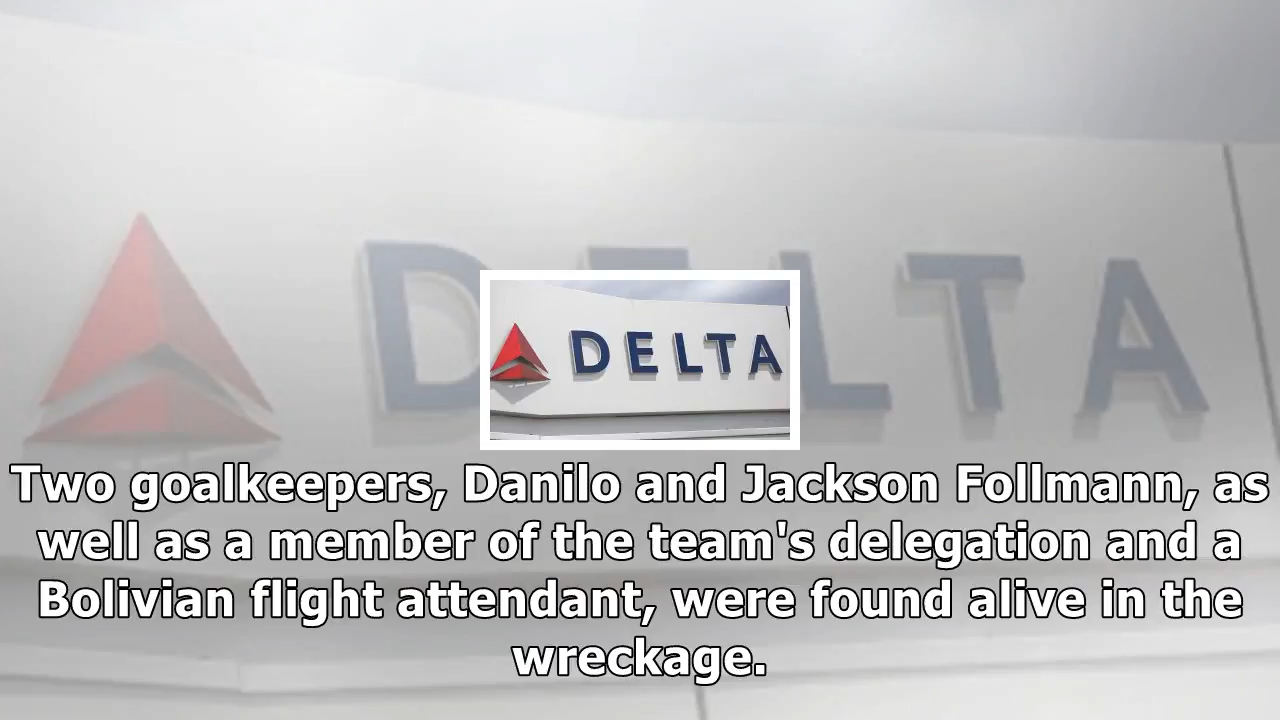 DELTA
DELTA
Two goalkeepers, Danilo and Jackson Follmann, as
well as a member of the team's delegation and a
Bolivian flight attendant, were found alive in the
wreckage.